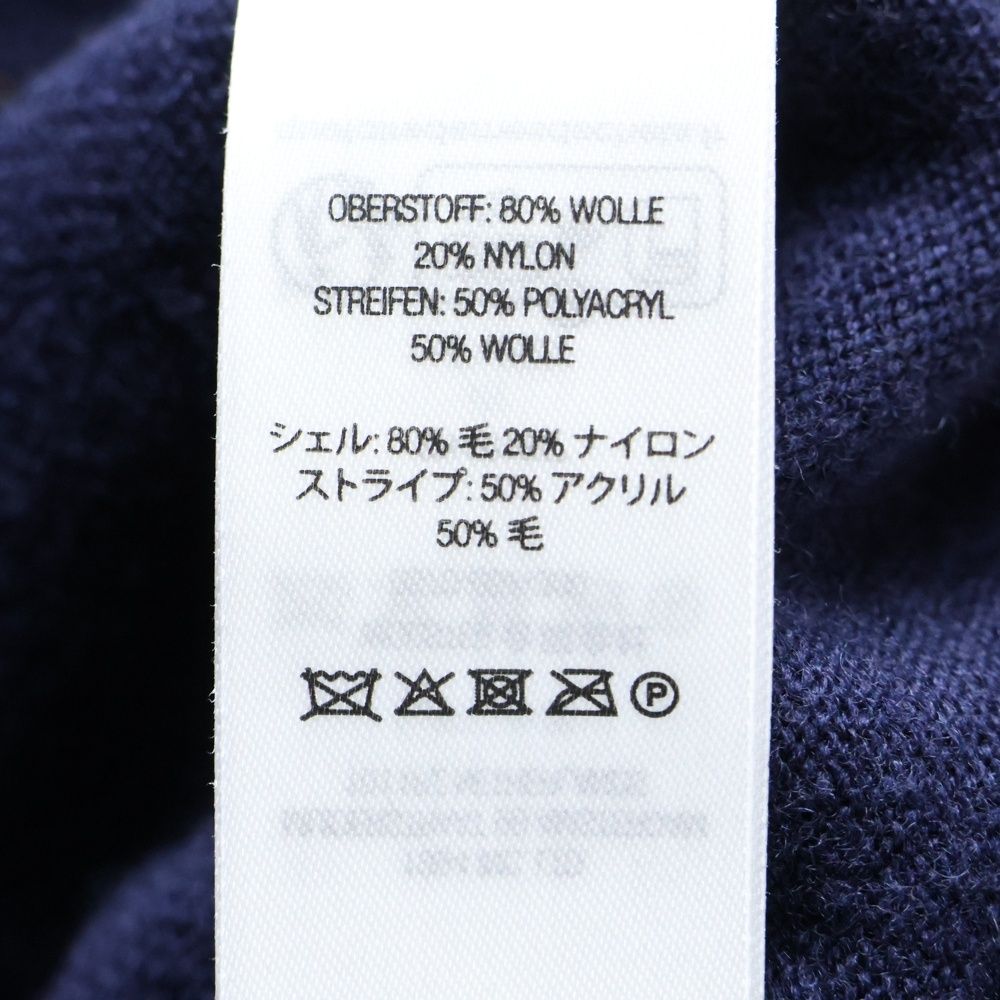 OBERSTOFF: 80% WOLLE
20% NYLON
STREIFEN: 50% POLYACRYL
50% WOLLE
シェル: 80% 毛 20% ナイロン
ストライプ: 50% アクリル
50% 毛
P